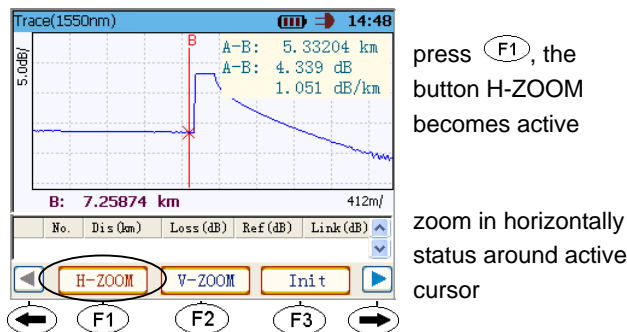 Trace(1550nm) 14:48
5.0dB/
B
A-B: 5.33204 km
A-B: 4.339 dB
1.051 dB/km
B: 7.25874 km 412m/
No. Dis(km) Loss(dB) Ref(dB) Link(dB)
H-ZOOM V-ZOOM Init
F1 F2 F3
press F1, the
button H-ZOOM
becomes active
zoom in horizontally
status around active
cursor